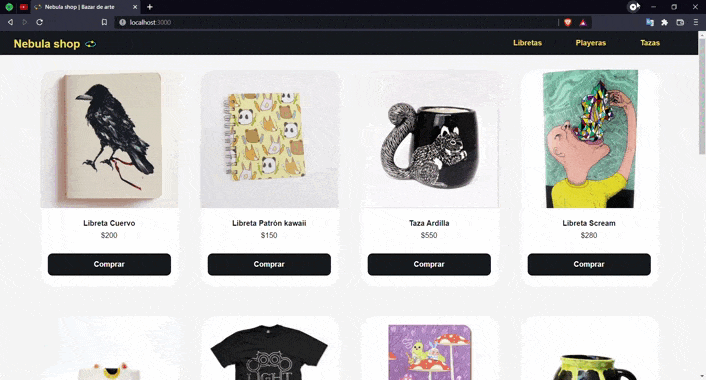 Nebula shop | Bazar de arte
localhost:3000
Nebula shop
Libretas
Playeras
Tazas
Libreta Cuervo
$200
Comprar
Libreta Patrón kawaii
$150
Comprar
Taza Ardilla
$550
Comprar
Libreta Scream
$280
Comprar
LIGHT